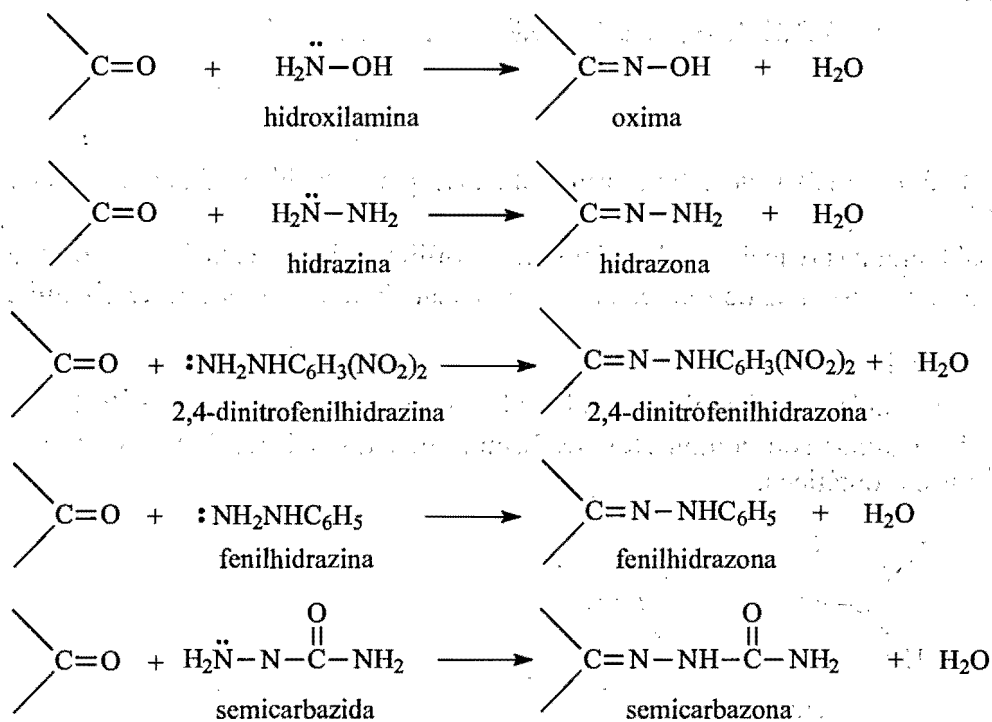 C=O + H₂N̈−OH ⟶ C=N−OH + H₂O
hidroxilamina oxima
C=O + H₂N̈−NH₂ ⟶ C=N−NH₂ + H₂O
hidrazina hidrazona
C=O + :NH₂NHC₆H₃(NO₂)₂ ⟶ C=N−NHC₆H₃(NO₂)₂ + H₂O
2,4-dinitrofenilhidrazina 2,4-dinitrofenilhidrazona
C=O + :NH₂NHC₆H₅ ⟶ C=N−NHC₆H₅ + H₂O
fenilhidrazina fenilhidrazona
O O
C=O + H₂N̈−N−C−NH₂ ⟶ C=N−NH−C−NH₂ + H₂O
semicarbazida semicarbazona